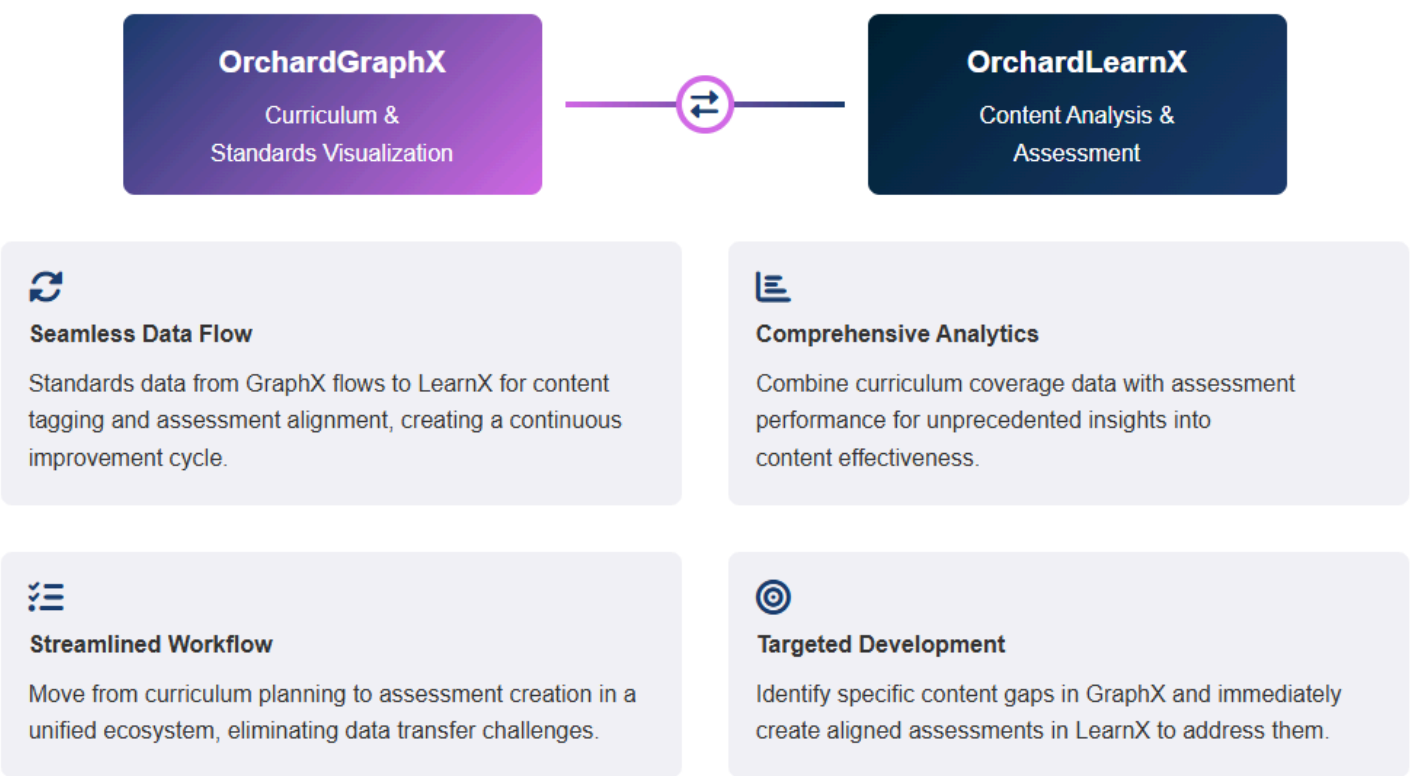 OrchardGraphX
Curriculum &
Standards Visualization
OrchardLearnX
Content Analysis &
Assessment
Seamless Data Flow
Standards data from GraphX flows to LearnX for content
tagging and assessment alignment, creating a continuous
improvement cycle.
Comprehensive Analytics
Combine curriculum coverage data with assessment
performance for unprecedented insights into
content effectiveness.
Streamlined Workflow
Move from curriculum planning to assessment creation in a
unified ecosystem, eliminating data transfer challenges.
Targeted Development
Identify specific content gaps in GraphX and immediately
create aligned assessments in LearnX to address them.